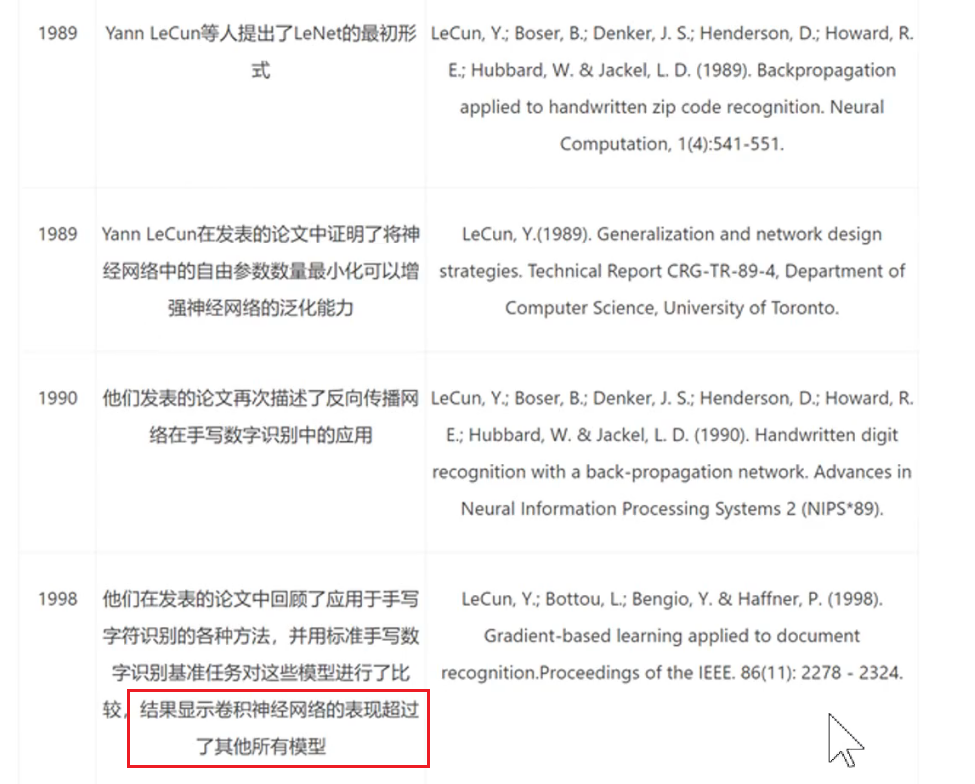 1989
Yann LeCun等人提出了LeNet的最初形
式
LeCun, Y.; Boser, B.; Denker, J. S.; Henderson, D.; Howard, R.
E.; Hubbard, W. & Jackel, L. D. (1989). Backpropagation
applied to handwritten zip code recognition. Neural
Computation, 1(4):541-551.
1989
Yann LeCun在发表的论文中证明了将神
经网络中的自由参数数量最小化可以增
强神经网络的泛化能力
LeCun, Y.(1989). Generalization and network design
strategies. Technical Report CRG-TR-89-4, Department of
Computer Science, University of Toronto.
1990
他们发表的论文再次描述了反向传播网
络在手写数字识别中的应用
LeCun, Y.; Boser, B.; Denker, J. S.; Henderson, D.; Howard, R.
E.; Hubbard, W. & Jackel, L. D. (1990). Handwritten digit
recognition with a back-propagation network. Advances in
Neural Information Processing Systems 2 (NIPS*89).
1998
他们在发表的论文中回顾了应用于手写
字符识别的各种方法，并用标准手写数
字识别基准任务对这些模型进行了比
较，结果显示卷积神经网络的表现超过
了其他所有模型
LeCun, Y.; Bottou, L.; Bengio, Y. & Haffner, P. (1998).
Gradient-based learning applied to document
recognition.Proceedings of the IEEE. 86(11): 2278 - 2324.